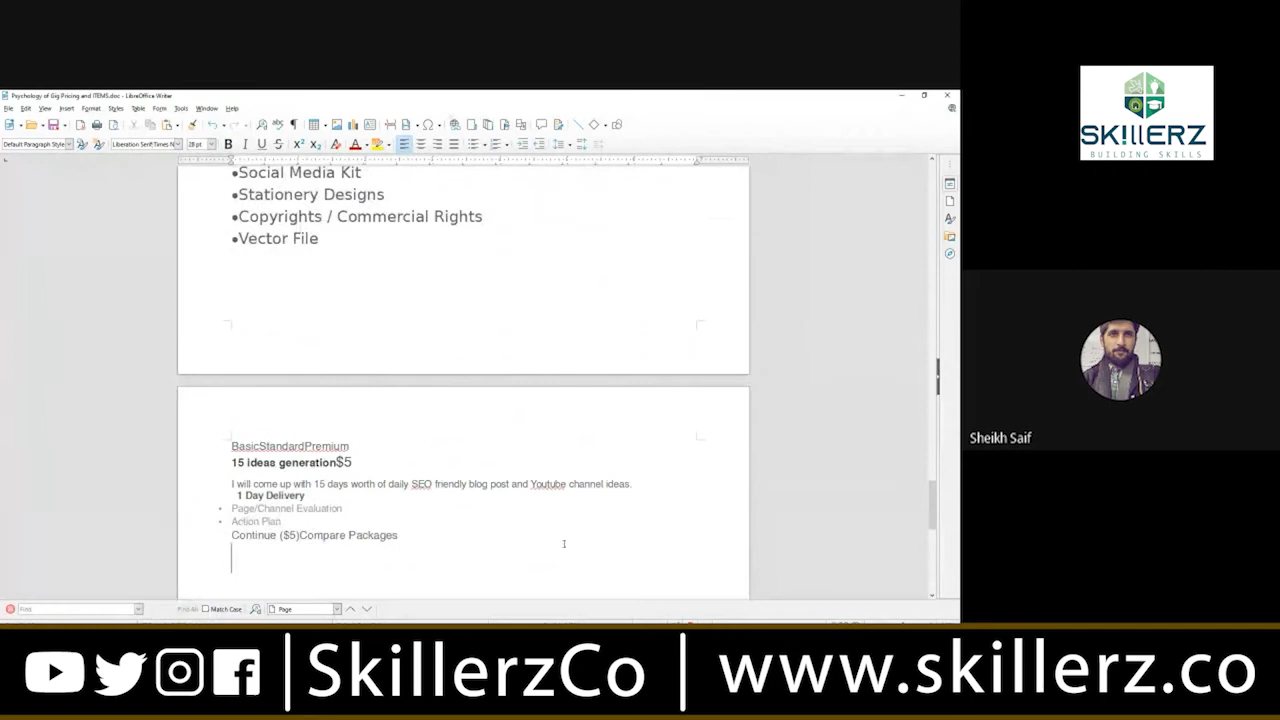 Psychology of Gig Pricing and ITEMS.doc - LibreOffice Writer
File Edit View Insert Format Styles Table Form Tools Window Help
Default Paragraph Style
Liberation Serif;Times N
28 pt
•Social Media Kit
•Stationery Designs
•Copyrights / Commercial Rights
•Vector File
BasicStandardPremium
15 ideas generation$5
I will come up with 15 days worth of daily SEO friendly blog post and Youtube channel ideas.
1 Day Delivery
• Page/Channel Evaluation
• Action Plan
Continue ($5)Compare Packages
First
Find All Match Case Page
SKILLERZ
BUILDING SKILLS
Sheikh Saif
SkillerzCo
www.skillerz.co